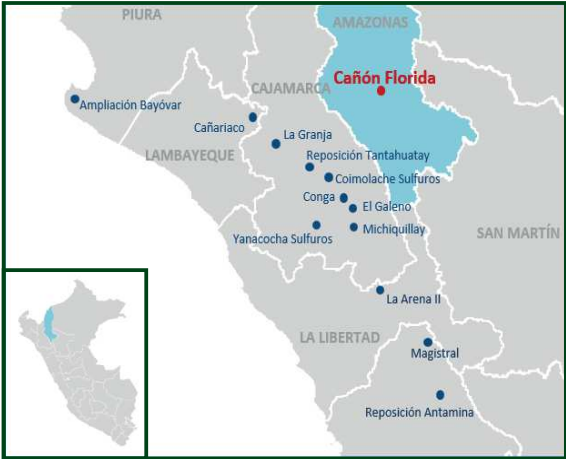 PIURA
AMAZONAS
Cañón Florida
CAJAMARCA
Ampliación Bayóvar
Cañariaco
La Granja
LAMBAYEQUE
Reposición Tantahuatay
Coimolache Sulfuros
Conga
El Galeno
Yanacocha Sulfuros
Michiquillay
SAN MARTÍN
La Arena II
LA LIBERTAD
Magistral
Reposición Antamina